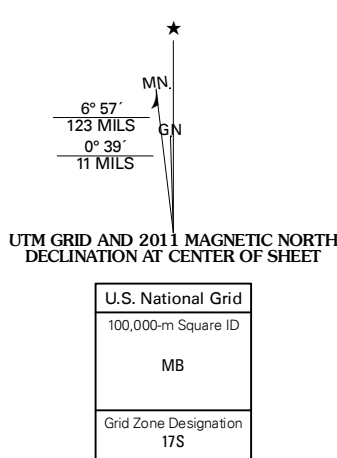 ★
MN
6° 57´
123 MILS
GN
0° 39´
11 MILS
UTM GRID AND 2011 MAGNETIC NORTH
DECLINATION AT CENTER OF SHEET
U.S. National Grid
100,000-m Square ID
MB
Grid Zone Designation
17S